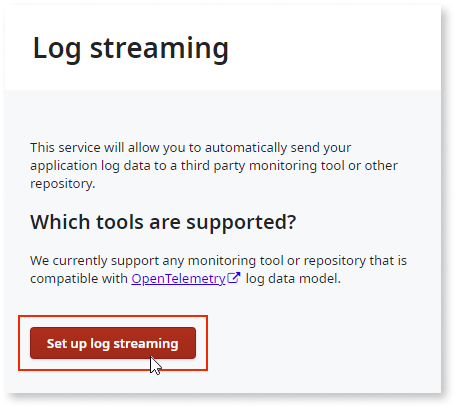 Log streaming
This service will allow you to automatically send your
application log data to a third party monitoring tool or other
repository.
Which tools are supported?
We currently support any monitoring tool or repository that is
compatible with OpenTelemetry log data model.
Set up log streaming